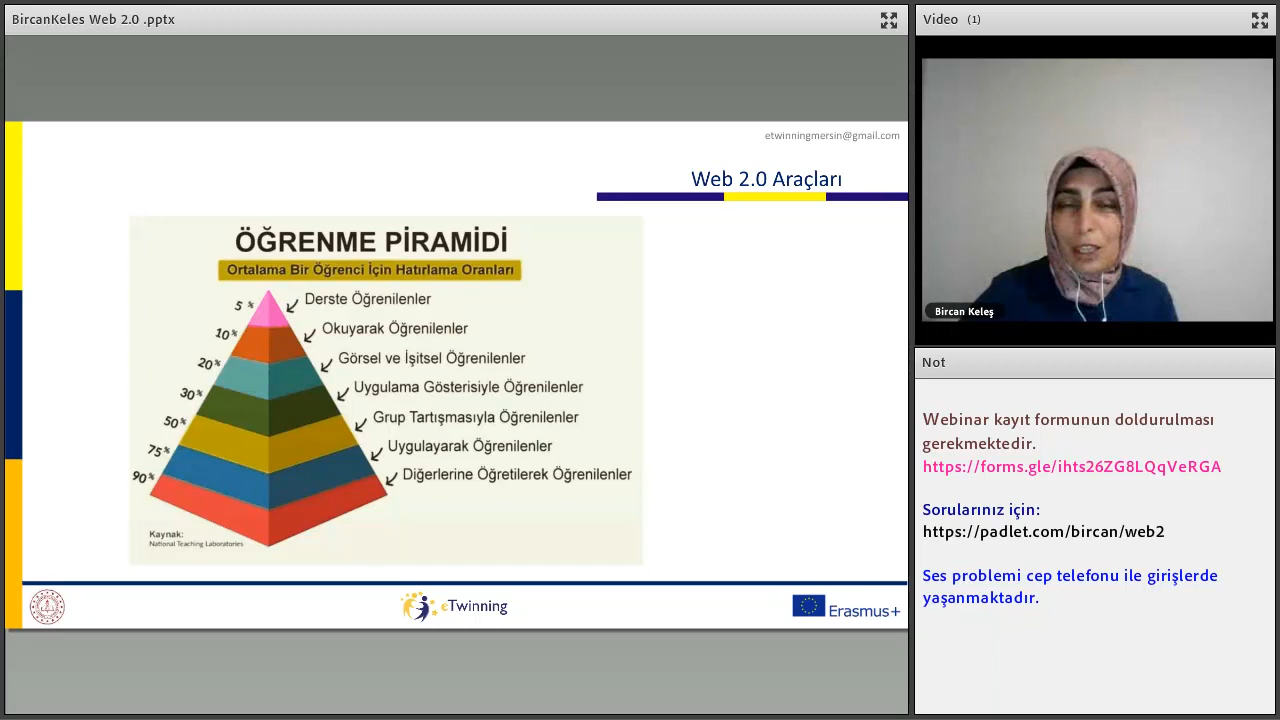 BircanKeles Web 2.0 .pptx
etwinningmersin@gmail.com
Web 2.0 Araçları
ÖĞRENME PİRAMİDİ
Ortalama Bir Öğrenci İçin Hatırlama Oranları
5 % Derste Öğrenilenler
10% Okuyarak Öğrenilenler
20% Görsel ve İşitsel Öğrenilenler
30% Uygulama Gösterisiyle Öğrenilenler
50% Grup Tartışmasıyla Öğrenilenler
75% Uygulayarak Öğrenilenler
90% Diğerlerine Öğretilerek Öğrenilenler
Kaynak:
National Teaching Laboratories
eTwinning
Erasmus+
Video (1)
Bircan Keleş
Not
Webinar kayıt formunun doldurulması
gerekmektedir.
https://forms.gle/ihts26ZG8LQqVeRGA
Sorularınız için:
https://padlet.com/bircan/web2
Ses problemi cep telefonu ile girişlerde
yaşanmaktadır.